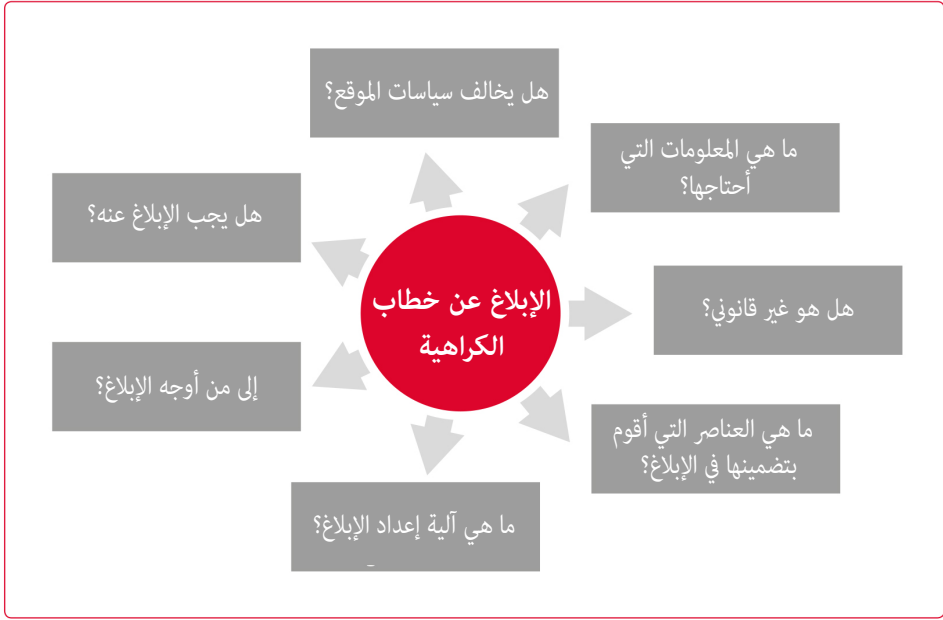 هل يخالف سياسات الموقع؟
ما هي المعلومات التي
أحتاجها؟
هل يجب الإبلاغ عنه؟
الإبلاغ عن خطاب
الكراهية
هل هو غير قانوني؟
إلى من أوجه الإبلاغ؟
ما هي العناصر التي أقوم
بتضمينها في الإبلاغ؟
ما هي آلية إعداد الإبلاغ؟